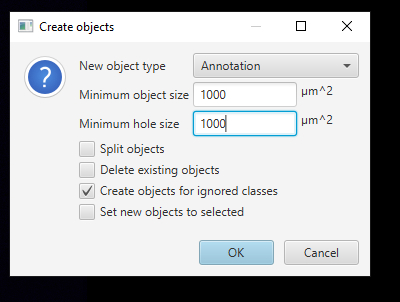 Create objects
New object type Annotation
Minimum object size 1000 µm^2
Minimum hole size 1000 µm^2
Split objects
Delete existing objects
Create objects for ignored classes
Set new objects to selected
OK Cancel